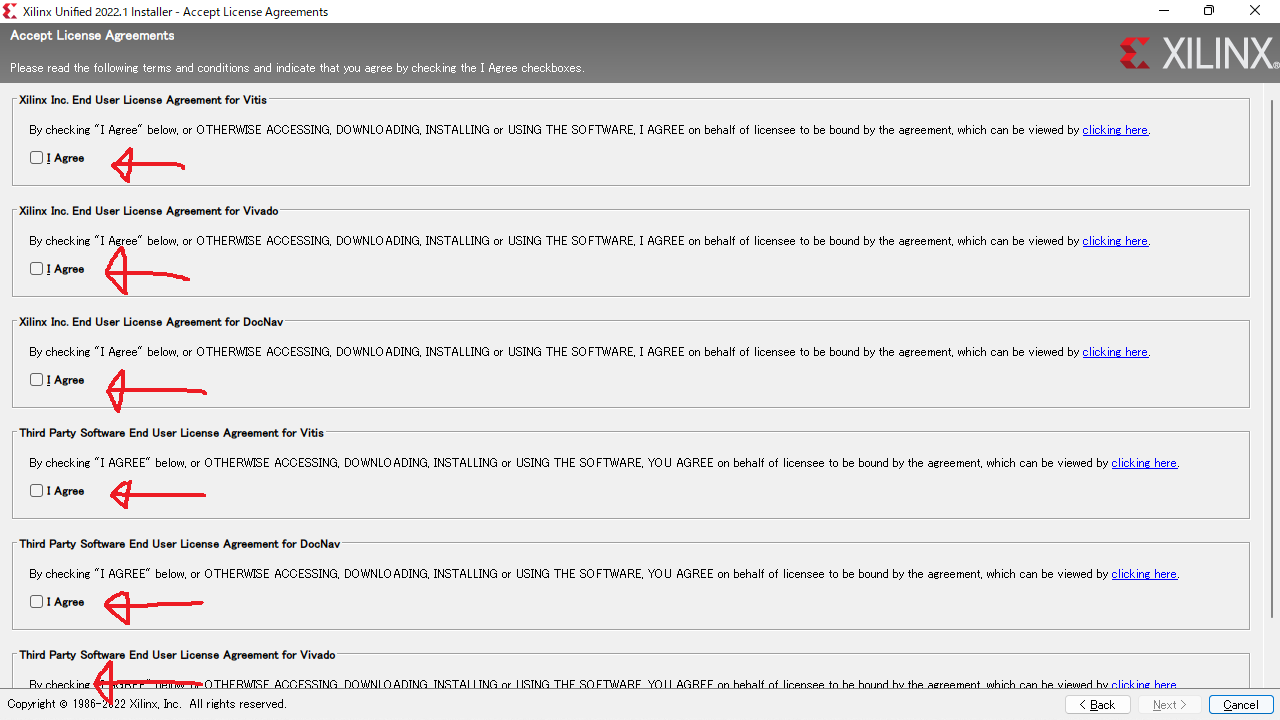 Xilinx Unified 2022.1 Installer - Accept License Agreements
Accept License Agreements
Please read the following terms and conditions and indicate that you agree by checking the I Agree checkboxes.
XILINX®
Xilinx Inc. End User License Agreement for Vitis
By checking "I Agree" below, or OTHERWISE ACCESSING, DOWNLOADING, INSTALLING or USING THE SOFTWARE, I AGREE on behalf of licensee to be bound by the agreement, which can be viewed by clicking here.
I Agree
Xilinx Inc. End User License Agreement for Vivado
By checking "I Agree" below, or OTHERWISE ACCESSING, DOWNLOADING, INSTALLING or USING THE SOFTWARE, I AGREE on behalf of licensee to be bound by the agreement, which can be viewed by clicking here.
I Agree
Xilinx Inc. End User License Agreement for DocNav
By checking "I Agree" below, or OTHERWISE ACCESSING, DOWNLOADING, INSTALLING or USING THE SOFTWARE, I AGREE on behalf of licensee to be bound by the agreement, which can be viewed by clicking here.
I Agree
Third Party Software End User License Agreement for Vitis
By checking "I AGREE" below, or OTHERWISE ACCESSING, DOWNLOADING, INSTALLING or USING THE SOFTWARE, YOU AGREE on behalf of licensee to be bound by the agreement, which can be viewed by clicking here.
I Agree
Third Party Software End User License Agreement for DocNav
By checking "I AGREE" below, or OTHERWISE ACCESSING, DOWNLOADING, INSTALLING or USING THE SOFTWARE, YOU AGREE on behalf of licensee to be bound by the agreement, which can be viewed by clicking here.
I Agree
Third Party Software End User License Agreement for Vivado
By checking "I AGREE" below, or OTHERWISE ACCESSING, DOWNLOADING, INSTALLING or USING THE SOFTWARE, YOU AGREE on behalf of licensee to be bound by the agreement, which can be viewed by clicking here.
Copyright © 1986-2022 Xilinx, Inc. All rights reserved.
< Back
Next >
Cancel